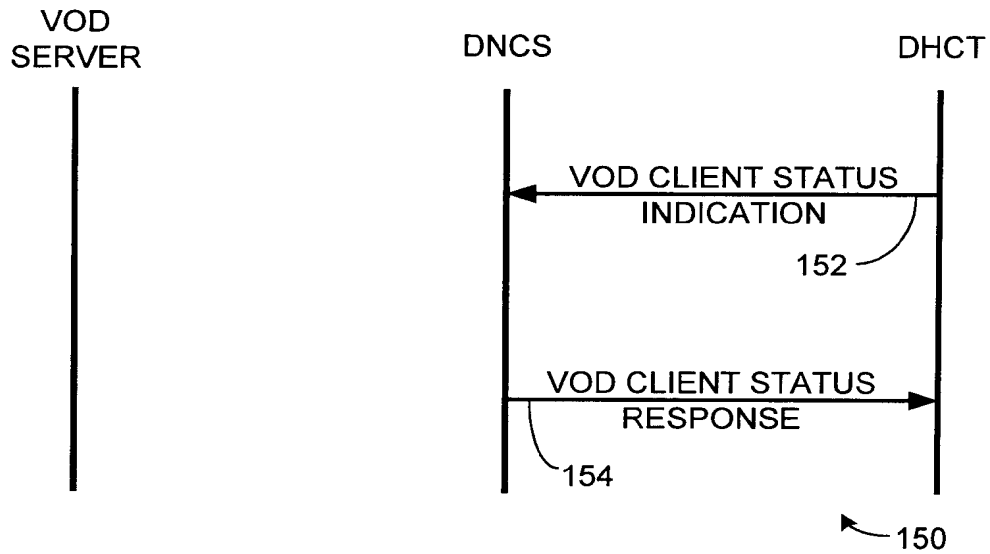 VOD
SERVER
DNCS
DHCT
VOD CLIENT STATUS
INDICATION
152
VOD CLIENT STATUS
RESPONSE
154
150